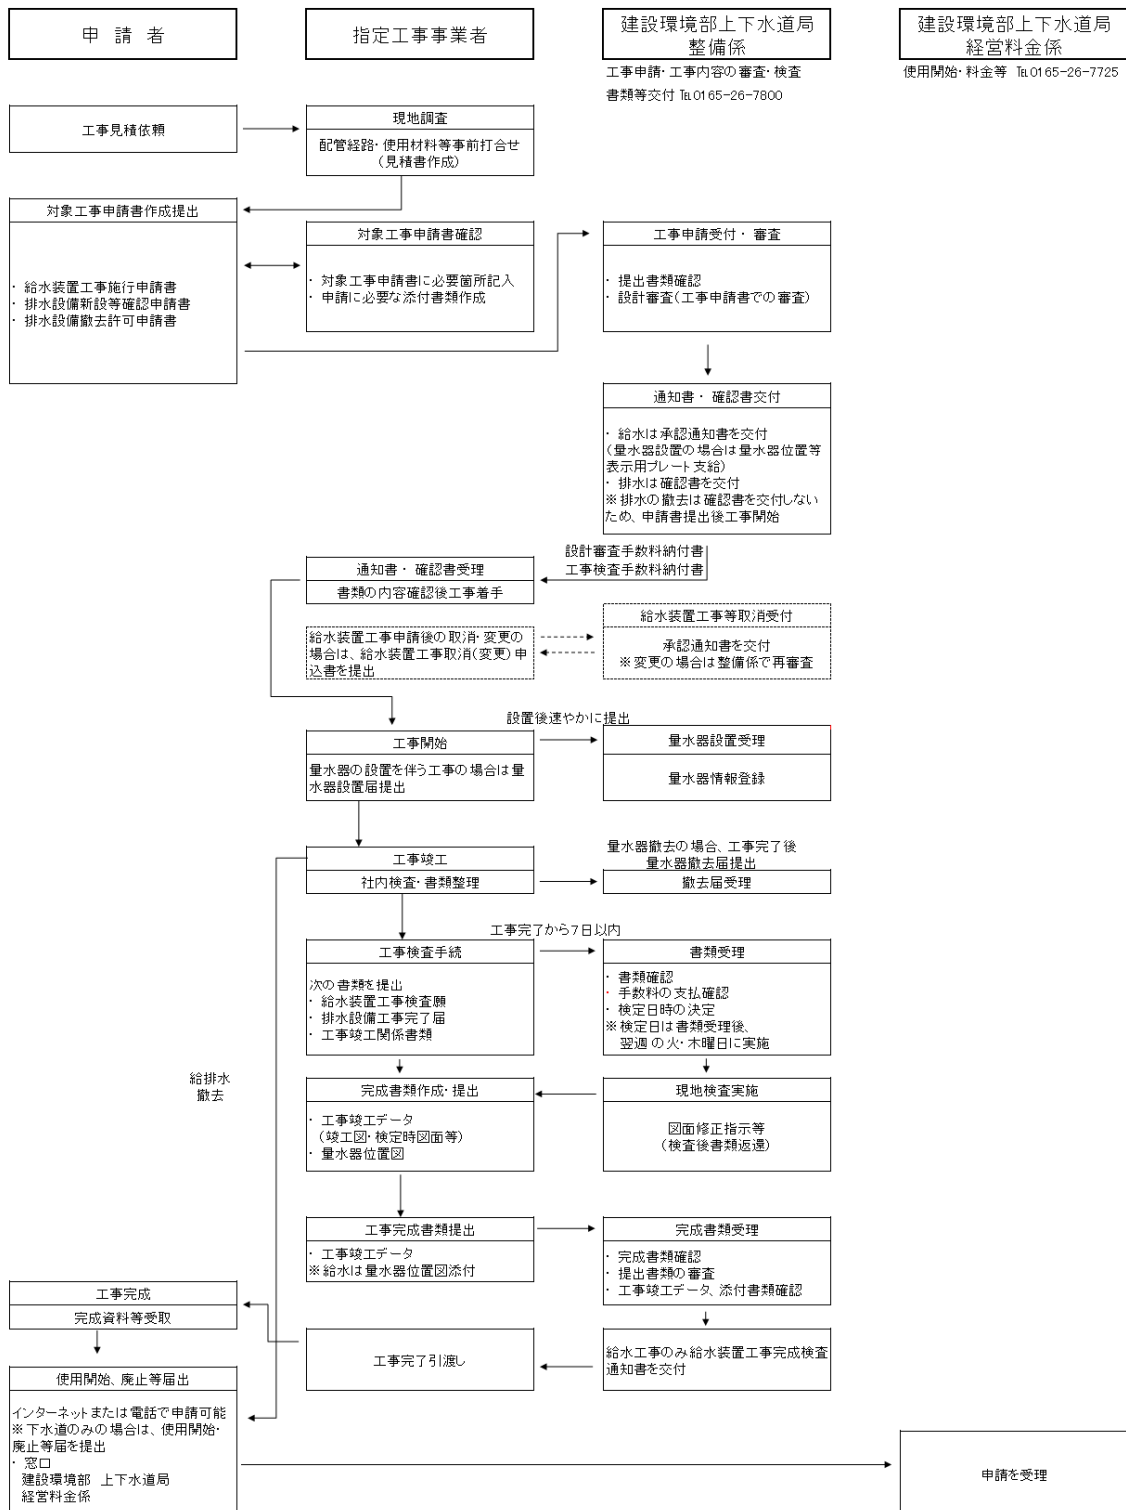 申 請 者
指定工事事業者
建設環境部上下水道局
整備係
建設環境部上下水道局
経営料金係
工事申請・工事内容の審査・検査
書類等交付 ℡0165-26-7800
使用開始・料金等 ℡0165-26-7725
工事見積依頼
現地調査
配管経路・使用材料等事前打合せ
(見積書作成)
対象工事申請書作成提出
・ 給水装置工事施行申請書
・ 排水設備新設等確認申請書
・ 排水設備撤去許可申請書
対象工事申請書確認
・ 対象工事申請書に必要箇所記入
・ 申請に必要な添付書類作成
工事申請受付・ 審査
・ 提出書類確認
・ 設計審査(工事申請書での審査)
通知書・ 確認書交付
・ 給水は承認通知書を交付
(量水器設置の場合は量水器位置等
表示用プレート支給)
・ 排水は確認書を交付
※排水の撤去は確認書を交付しない
ため、申請書提出後工事開始
設計審査手数料納付書
工事検査手数料納付書
通知書・ 確認書受理
書類の内容確認後工事着手
給水装置工事申請後の取消・変更の
場合は、給水装置工事取消(変更)申
込書を提出
給水装置工事等取消受付
承認通知書を交付
※変更の場合は整備係で再審査
設置後速やかに提出
工事開始
量水器の設置を伴う工事の場合は量
水器設置届提出
量水器設置受理
量水器情報登録
工事竣工
社内検査・書類整理
量水器撤去の場合、工事完了後
量水器撤去届提出
撤去届受理
工事完了から7日以内
工事検査手続
次の書類を提出
・ 給水装置工事検査願
・ 排水設備工事完了届
・ 工事竣工関係書類
書類受理
・ 書類確認
・ 手数料の支払確認
・ 検定日時の決定
※検定日は書類受理後、
翌週の火・木曜日に実施
給排水
撤去
完成書類作成・提出
・ 工事竣工データ
(竣工図・検定時図面等)
・ 量水器位置図
現地検査実施
図面修正指示等
(検査後書類返還)
工事完成書類提出
・ 工事竣工データ
※給水は量水器位置図添付
完成書類受理
・ 完成書類確認
・ 提出書類の審査
・ 工事竣工データ、添付書類確認
工事完成
完成資料等受取
工事完了引渡し
給水工事のみ給水装置工事完成検査
通知書を交付
使用開始、廃止等届出
インターネットまたは電話で申請可能
※下水道のみの場合は、使用開始・
廃止等届を提出
・ 窓口
建設環境部 上下水道局
経営料金係
申請を受理